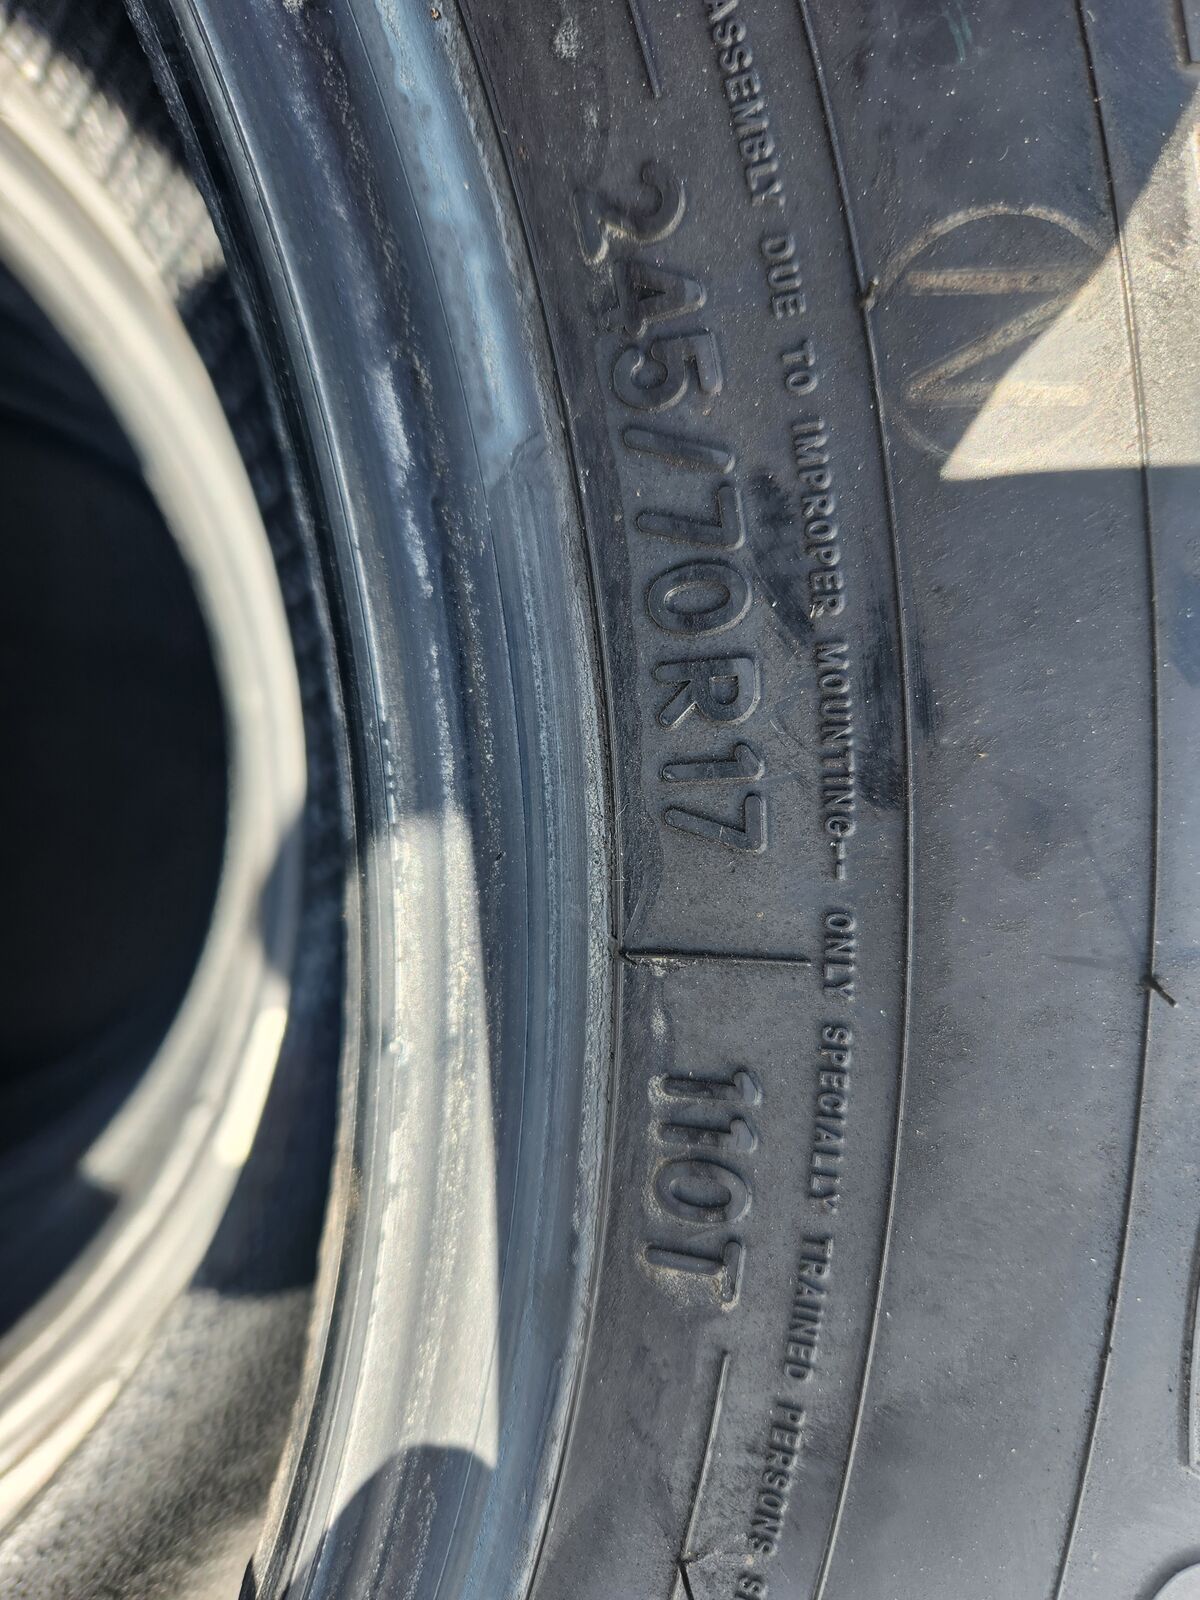 ASSEMBLY DUE TO IMPROPER MOUNTING-- ONLY SPECIALLY TRAINED PERSONS
245/70R17 110T